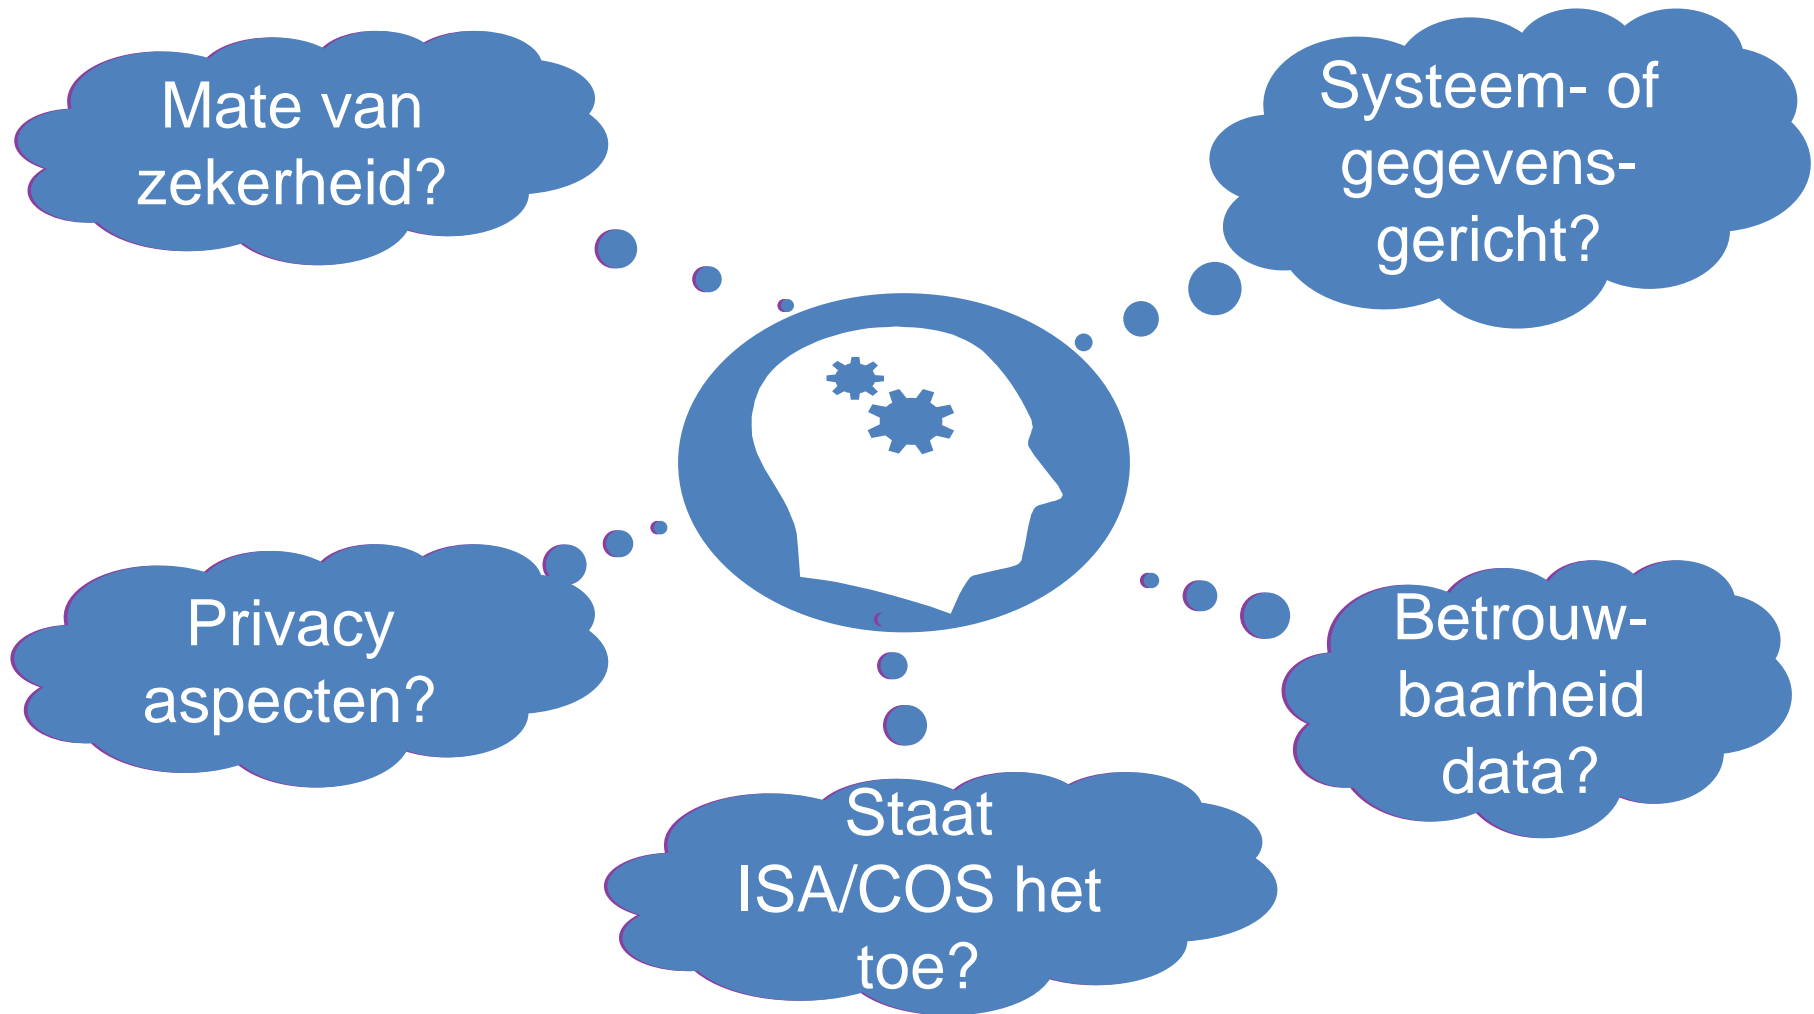 Mate van
zekerheid?
Systeem- of
gegevens-
gericht?
Privacy
aspecten?
Betrouw-
baarheid
data?
Staat
ISA/COS het
toe?